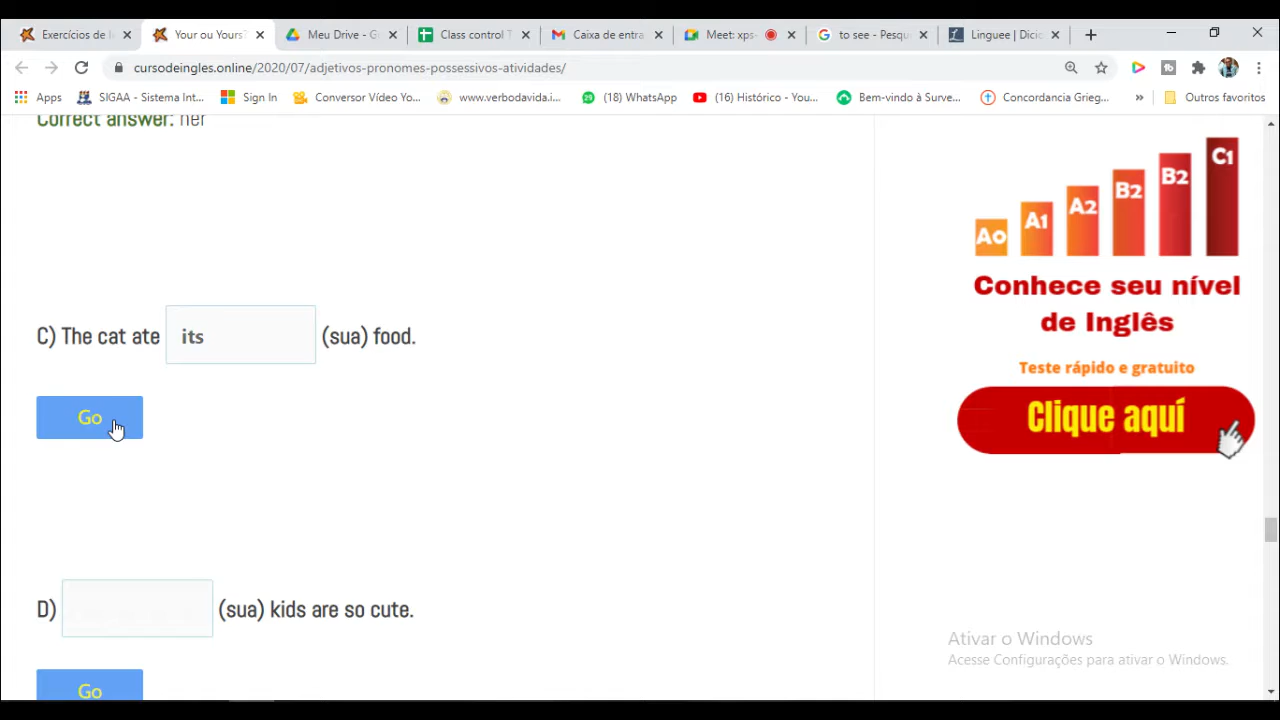 Exercícios de I
Your ou Yours?
Meu Drive - G
Class control T
Caixa de entra
Meet: xps-
to see - Pesqu
Linguee | Dicio
cursodeingles.online/2020/07/adjetivos-pronomes-possessivos-atividades/
Apps
SIGAA - Sistema Int...
Sign In
Conversor Vídeo Yo...
www.verbodavida.i...
(18) WhatsApp
(16) Histórico - You...
Bem-vindo à Surve...
Concordancia Grieg...
»
Outros favoritos
Correct answer: her
C) The cat ate its (sua) food.
Go
D) (sua) kids are so cute.
Go
A0 A1 A2 B2 B2 C1
Conhece seu nível
de Inglês
Teste rápido e gratuito
Clique aquí
Ativar o Windows
Acesse Configurações para ativar o Windows.